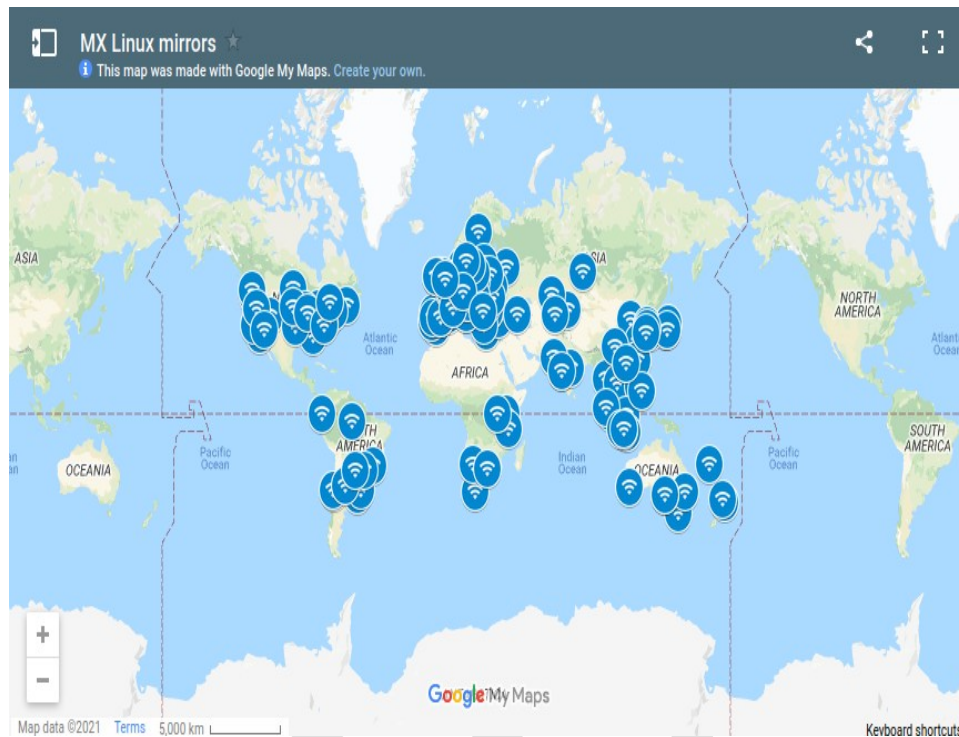 MX Linux mirrors
This map was made with Google My Maps. Create your own.
ASIA
NORTH
AMERICA
Atlantic
Ocean
AFRICA
Pacific
Ocean
Indian
Ocean
OCEANIA
OCEANIA
AMERICA
Pacific
Ocean
SOUTH
AMERICA
Google My Maps
Map data ©2021 Terms 5,000 km
Keyboard shortcuts